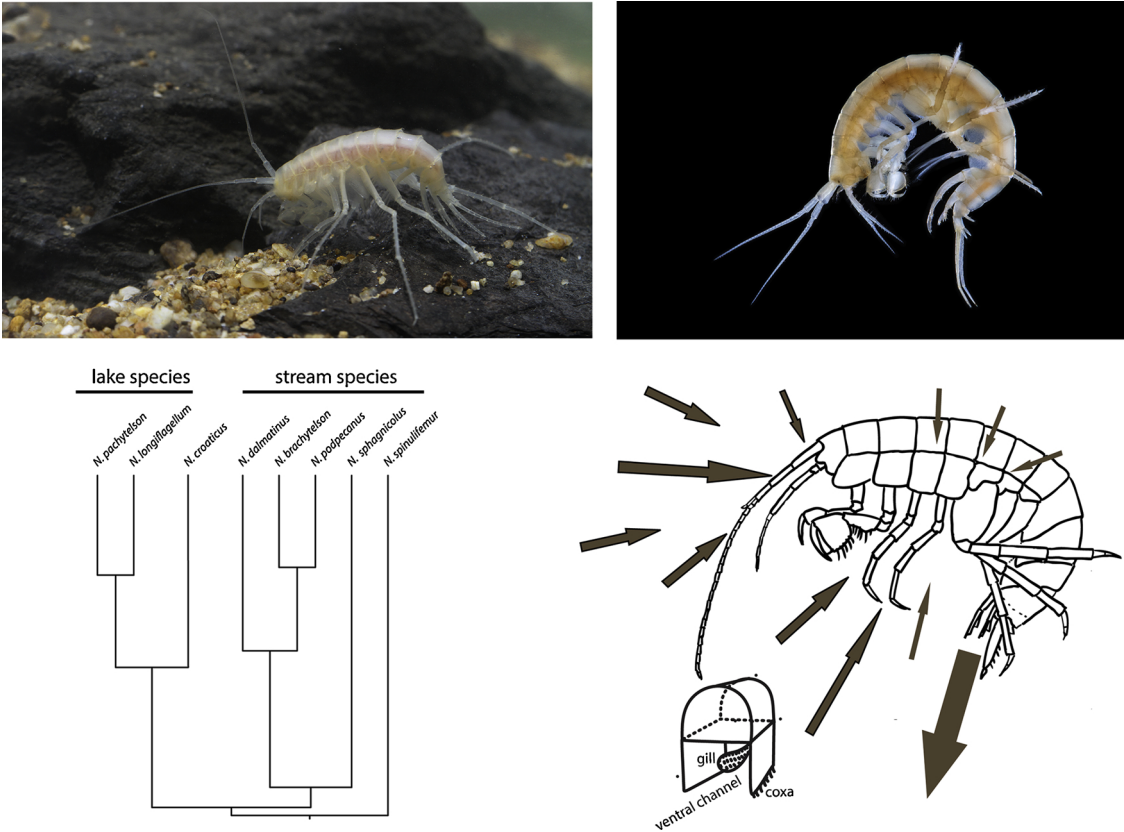 lake species
stream species
N. pachytelson
N. longiflagellum
N. croaticus
N. dalmatinus
N. brachytelson
N. podpecanus
N. sphagnicolus
N. spinulifemur
gill
ventral channel
coxa